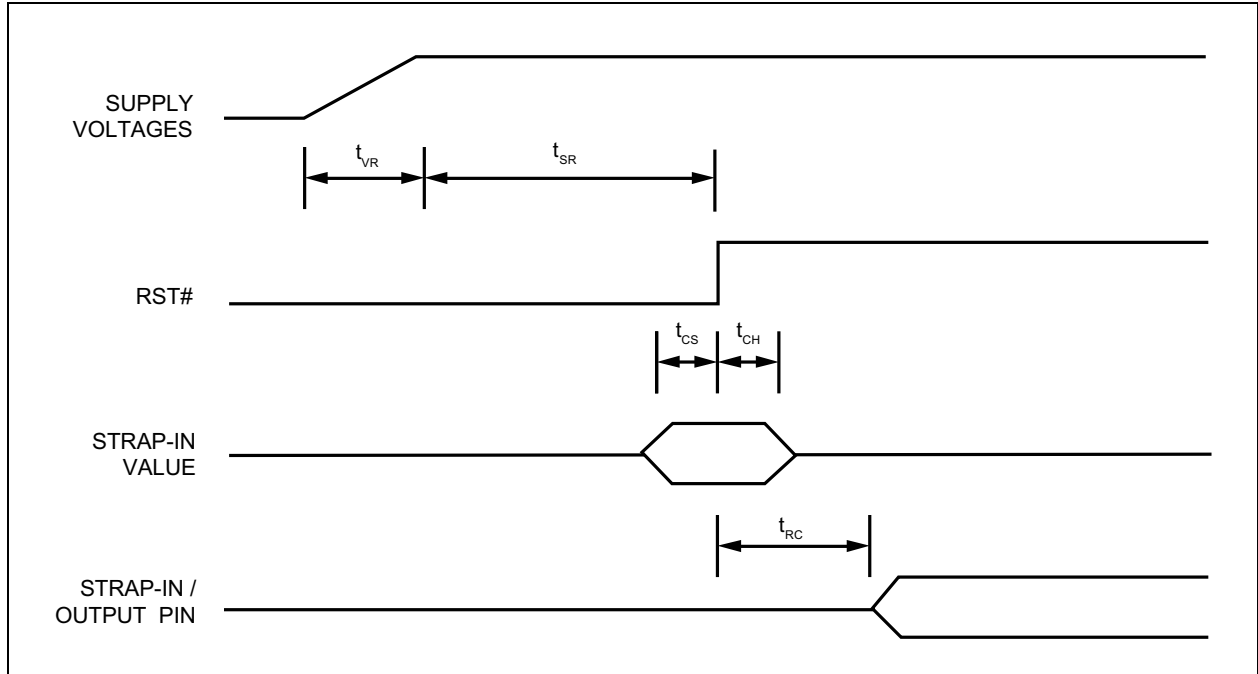 SUPPLY
VOLTAGES
tVR
tSR
RST#
tCS
tCH
STRAP-IN
VALUE
tRC
STRAP-IN /
OUTPUT PIN